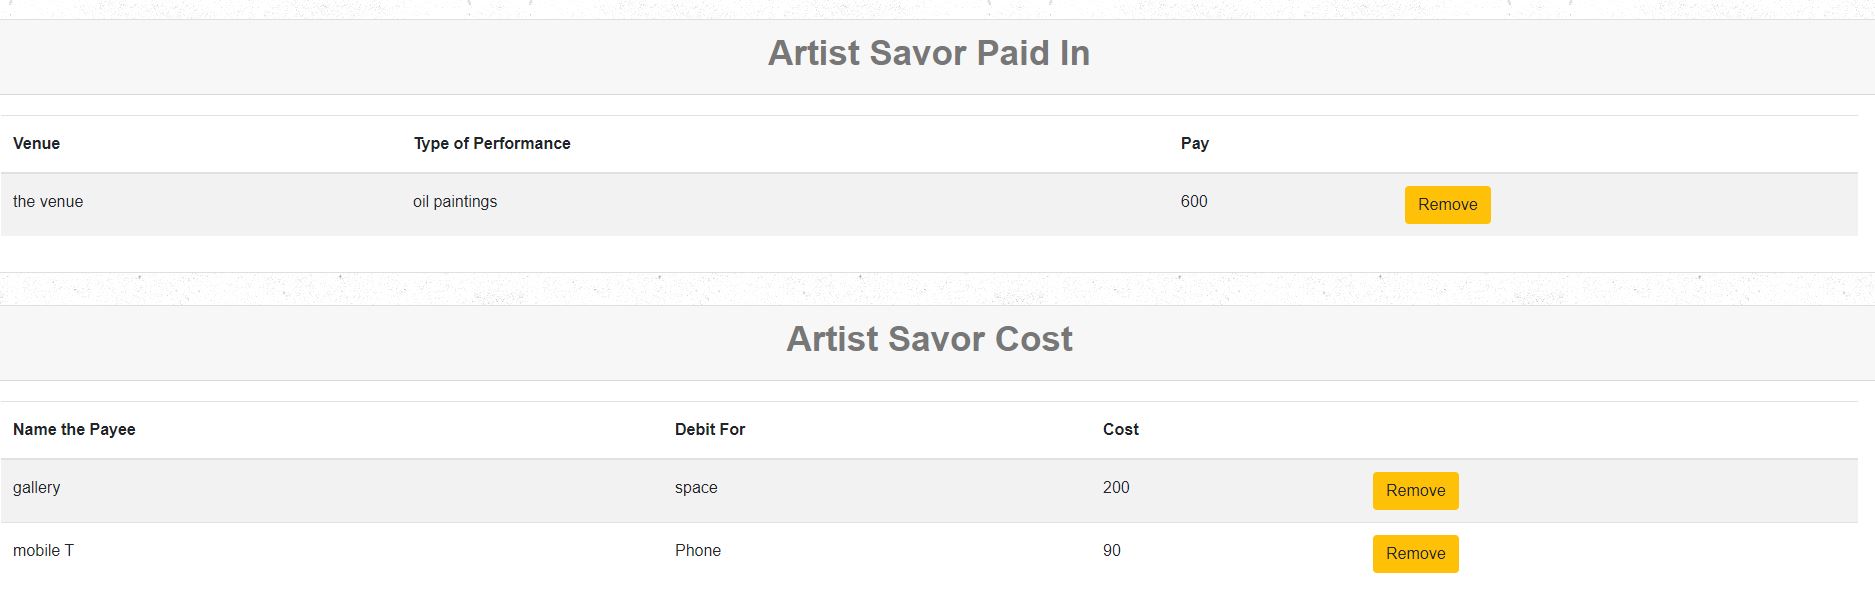 Artist Savor Paid In
Venue Type of Performance Pay
the venue oil paintings 600 Remove
Artist Savor Cost
Name the Payee Debit For Cost
gallery space 200 Remove
mobile T Phone 90 Remove